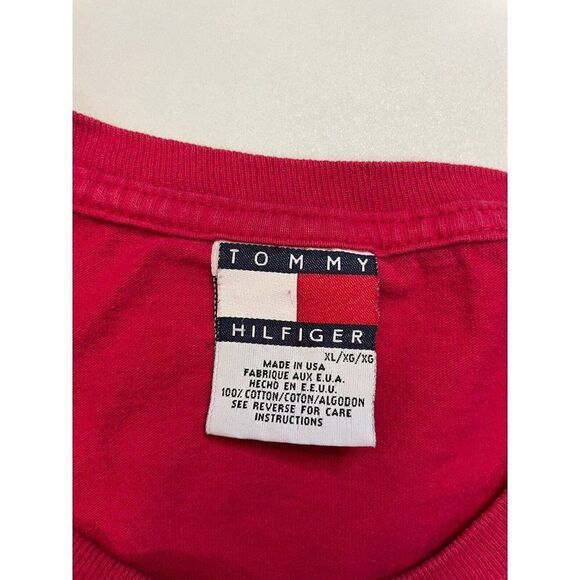 TOMMY
HILFIGER
XL/XG/XG
MADE IN USA
FABRIQUE AUX E.U.A.
HECHO EN E.E.U.U.
100% COTTON/COTON/ALGODON
SEE REVERSE FOR CARE
INSTRUCTIONS